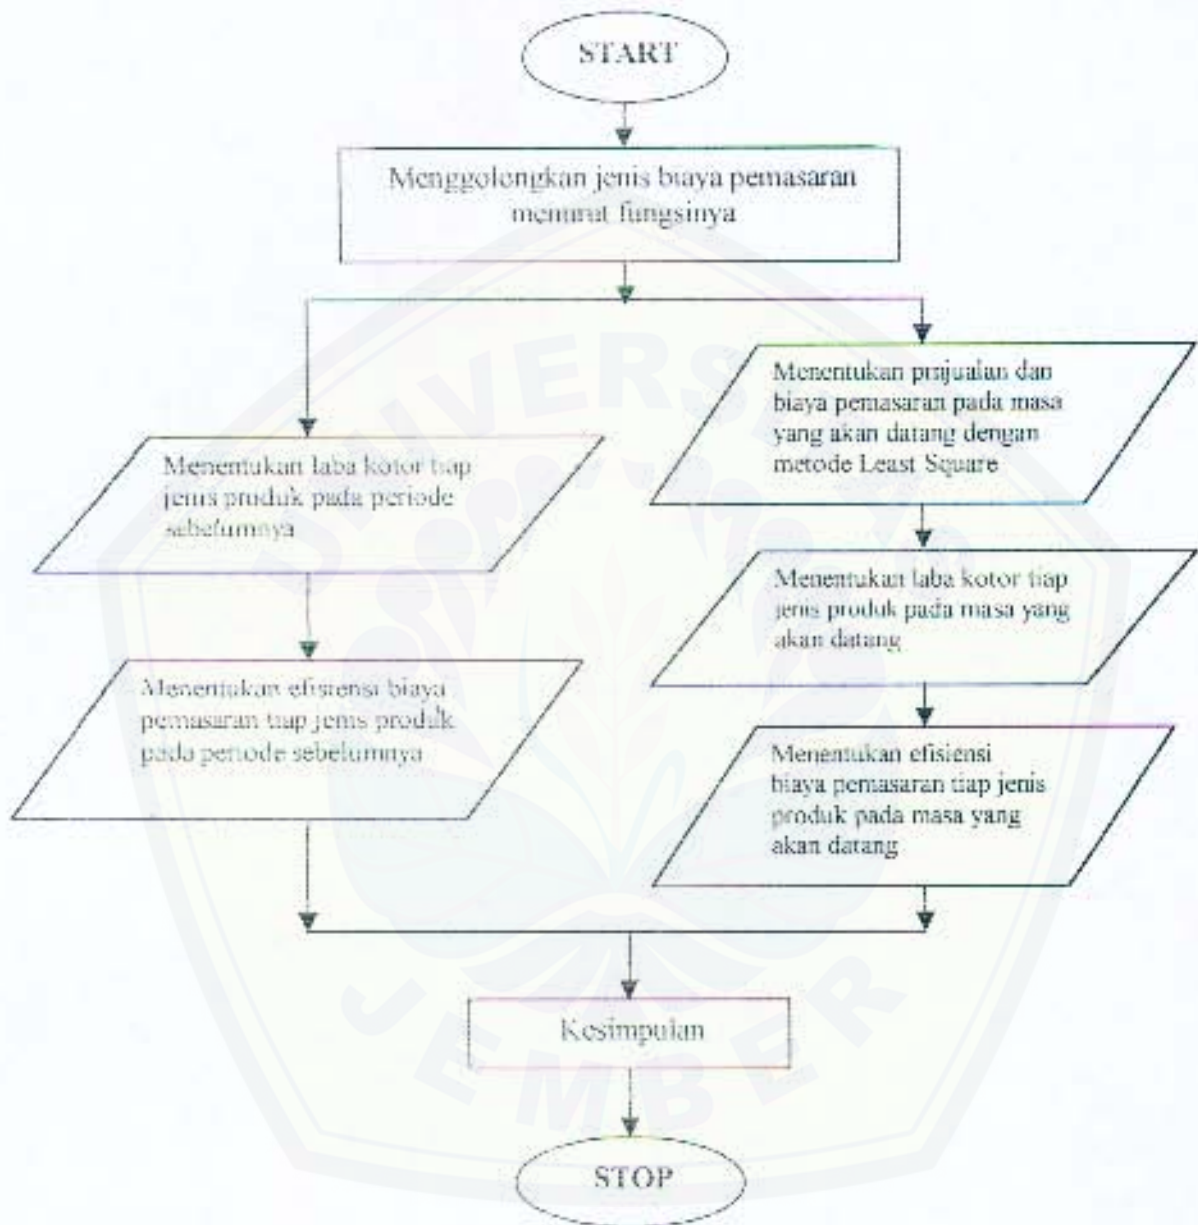 START
Menggolongkan jenis biaya pemasaran
menurut fungsinya
Menentukan laba kotor tiap
jenis produk pada periode
sebelumnya
Menentukan efisiensi biaya
pemasaran tiap jenis produk
pada periode sebelumnya
Menentukan prajualan dan
biaya pemasaran pada masa
yang akan datang dengan
metode Least Square
Menentukan laba kotor tiap
jenis produk pada masa yang
akan datang
Menentukan efisiensi
biaya pemasaran tiap jenis
produk pada masa yang
akan datang
Kesimpulan
STOP
UNIVERSITAS
JEMBER